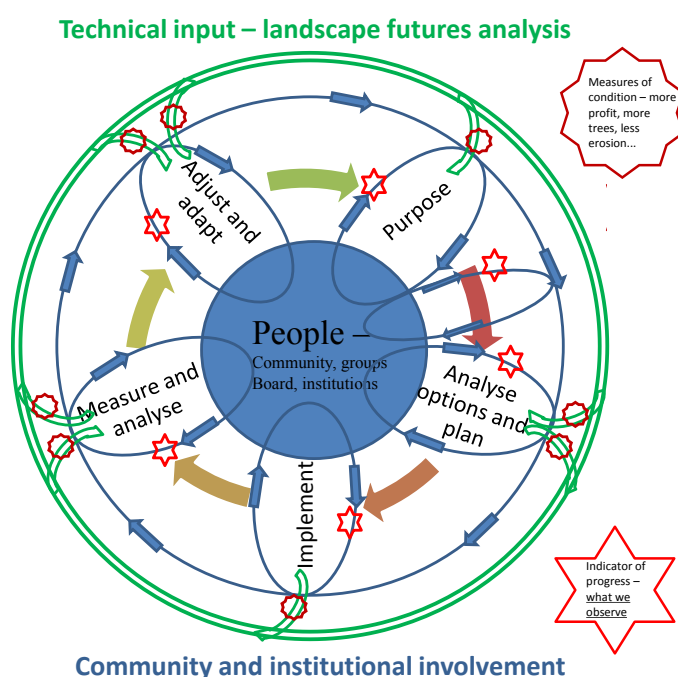 Technical input – landscape futures analysis
Measures of
condition – more
profit, more
trees, less
erosion...
Adjust and
adapt
Purpose
People –
Community, groups
Board, institutions
Measure and
analyse
Analyse
options and
plan
Implement
Indicator of
progress –
what we
observe
Community and institutional involvement